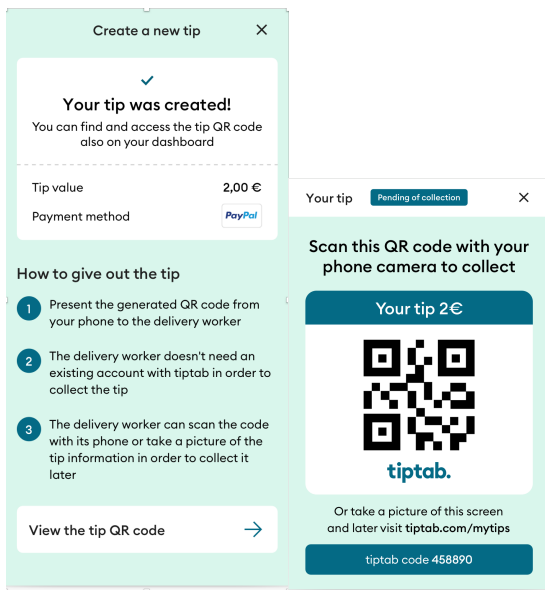 Create a new tip
Your tip was created!
You can find and access the tip QR code
also on your dashboard
Tip value 2,00 €
Payment method PayPal
How to give out the tip
1 Present the generated QR code from
your phone to the delivery worker
2 The delivery worker doesn't need an
existing account with tiptab in order to
collect the tip
3 The delivery worker can scan the code
with its phone or take a picture of the
tip information in order to collect it
later
View the tip QR code
Your tip Pending of collection
Scan this QR code with your
phone camera to collect
Your tip 2€
tiptab.
Or take a picture of this screen
and later visit tiptab.com/mytips
tiptab code 458890